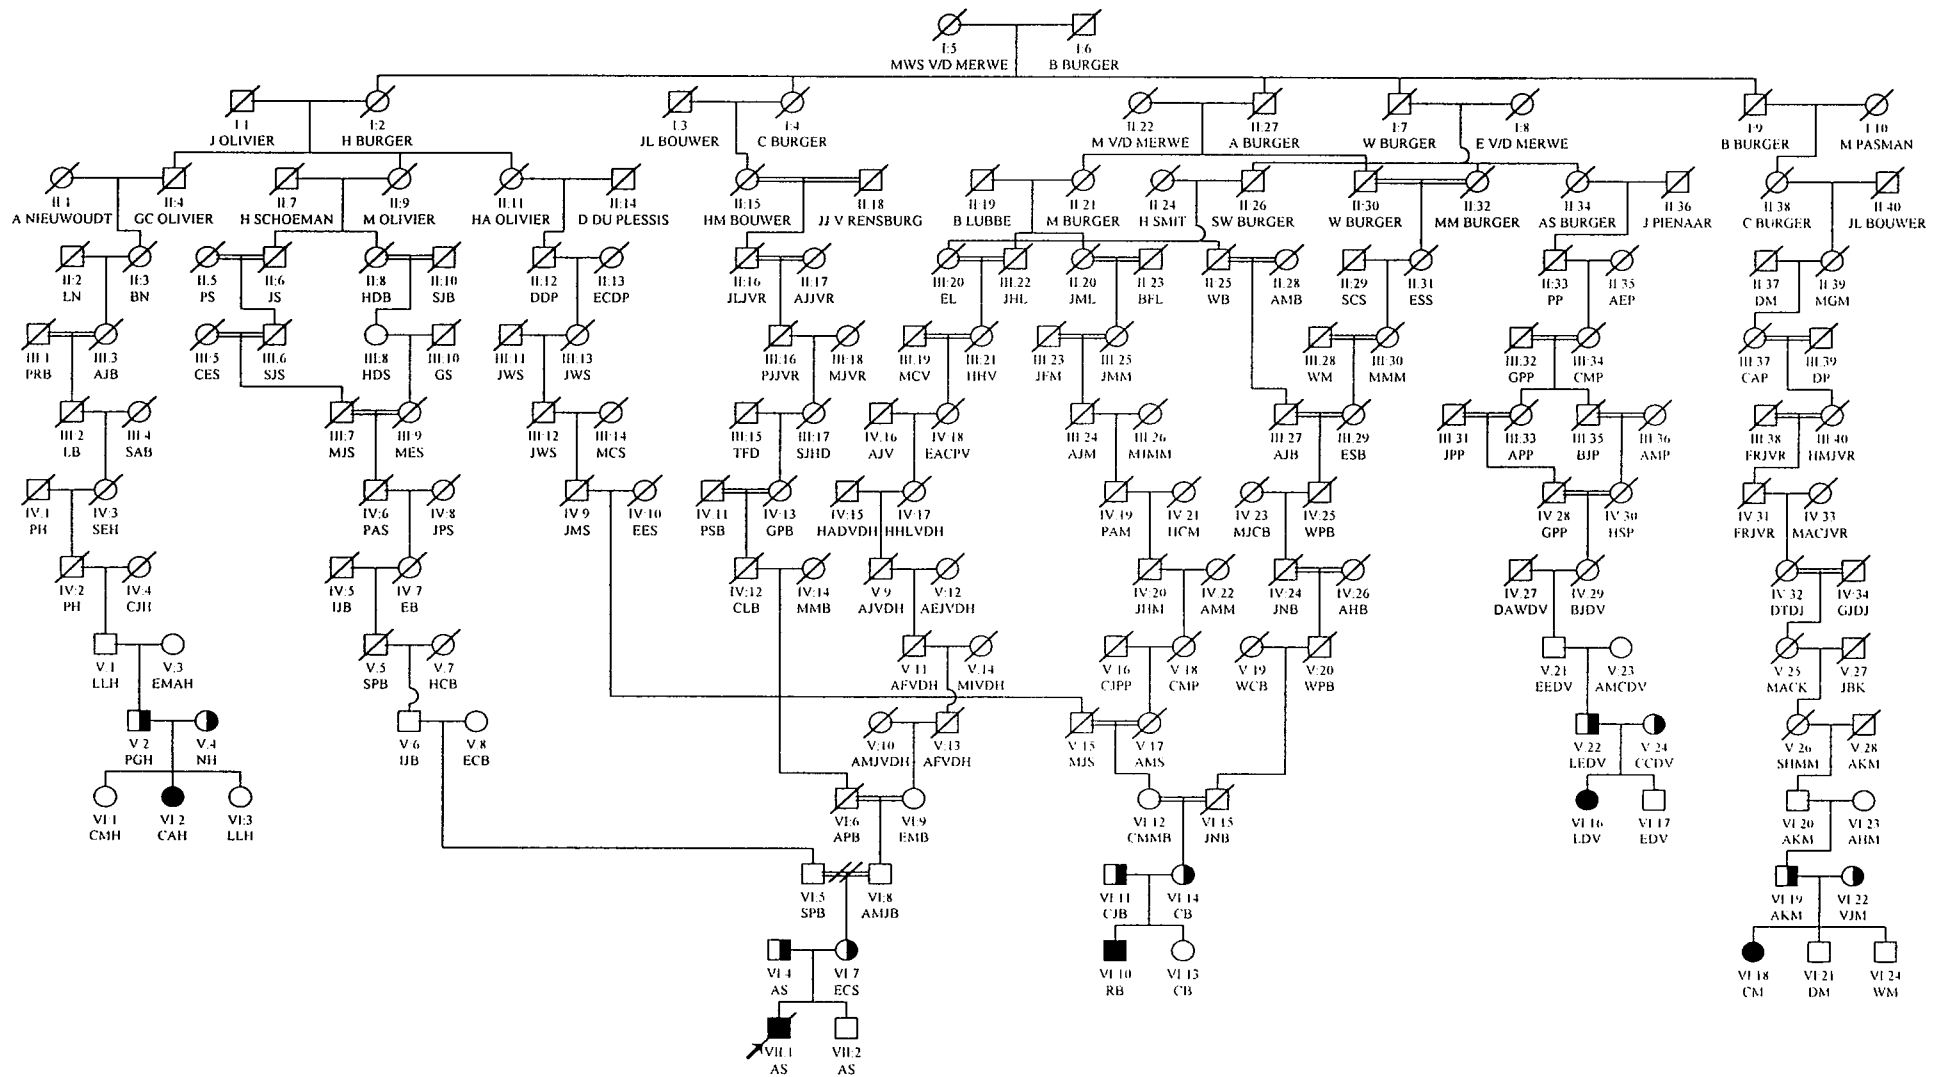 I:5 I:6
MWS V/D MERWE B BURGER
I:1 I:2 I:3 I:4 II:22 II:27 I:7 I:8 I:9 I:10
J OLIVIER H BURGER JL BOUWER C BURGER M V/D MERWE A BURGER W BURGER E V/D MERWE B BURGER M PASMAN
II:1 II:4 II:7 II:9 II:11 II:14 II:15 II:18 II:19 II:21 II:24 II:26 II:30 II:32 II:34 II:36 II:38 II:40
A NIEUWOUDT GC OLIVIER H SCHOEMAN M OLIVIER HA OLIVIER D DU PLESSIS HM BOUWER JJ V RENSBURG B LUBBE M BURGER H SMIT SW BURGER W BURGER MM BURGER AS BURGER J PIENAAR C BURGER JL BOUWER
II:2 II:3 II:5 II:6 II:8 II:10 II:12 II:13 II:16 II:17 III:20 III:22 II:20 II:23 II:25 II:28 II:29 II:31 II:33 II:35 II:37 II:39
LN BN PS JS HDB SJB DDP ECDP JLJVR AJJVR EL JHL JML BFL WB AMB SCS ESS PP AEP DM MGM
III:1 III:3 III:5 III:6 III:8 III:10 III:11 III:13 III:16 III:18 III:19 III:21 III:23 III:25 III:28 III:30 III:32 III:34 III:37 III:39
PRB AJB CES SJS HDS GS JWS JWS PJJVR MJVR MCV HHV JFM JMM WM MMM GPP CMP CAP DP
III:2 III:4 III:7 III:9 III:12 III:14 III:15 III:17 IV:16 IV:18 III:24 III:26 III:27 III:29 III:31 III:33 III:35 III:36 III:38 III:40
LB SAB MJS MES JWS MCS TFD SJHD AJV EACPV AJM MJMM AJB ESB JPP APP BJP AMP FRJVR HMJVR
IV:1 IV:3 IV:6 IV:8 IV:9 IV:10 IV:11 IV:13 IV:15 IV:17 IV:19 IV:21 IV:23 IV:25 IV:28 IV:30 IV:31 IV:33
PH SEH PAS JPS JMS EES PSB GPB HADVDH HHLVDH PAM HCM MJCB WPB GPP HSP FRJVR MACJVR
IV:2 IV:4 IV:5 IV:7 IV:12 IV:14 V:9 V:12 IV:20 IV:22 IV:24 IV:26 IV:27 IV:29 IV:32 IV:34
PH CJH IJB EB CLB MMB AJVDH AEJVDH JHM AMM JNB AHB DAWDV BJDV DTDJ GJDJ
V:1 V:3 V:5 V:7 V:11 V:14 V:16 V:18 V:19 V:20 V:21 V:23 V:25 V:27
LLH EMAH SPB HCB AFVDH MIVDH CJPP CMP WCB WPB EEDV AMCDV MACK JBK
V:2 V:4 V:6 V:8 V:10 V:13 V:15 V:17 V:22 V:24 V:26 V:28
PGH NH IJB ECB AMJVDH AFVDH MJS AMS LEDV CCDV SHMM AKM
VI:1 VI:2 VI:3 VI:6 VI:9 VI:12 VI:15 VI:16 VI:17 VI:20 VI:23
CMH CAH LLH APB EMB CMMB JNB LDV EDV AKM AHM
VI:5 VI:8 VI:11 VI:14 VI:19 VI:22
SPB AMJB CJB CB AKM VJM
VI:4 VI:7 VI:10 VI:13 VI:18 VI:21 VI:24
AS ECS RB CB CM DM WM
VII:1 VII:2
AS AS